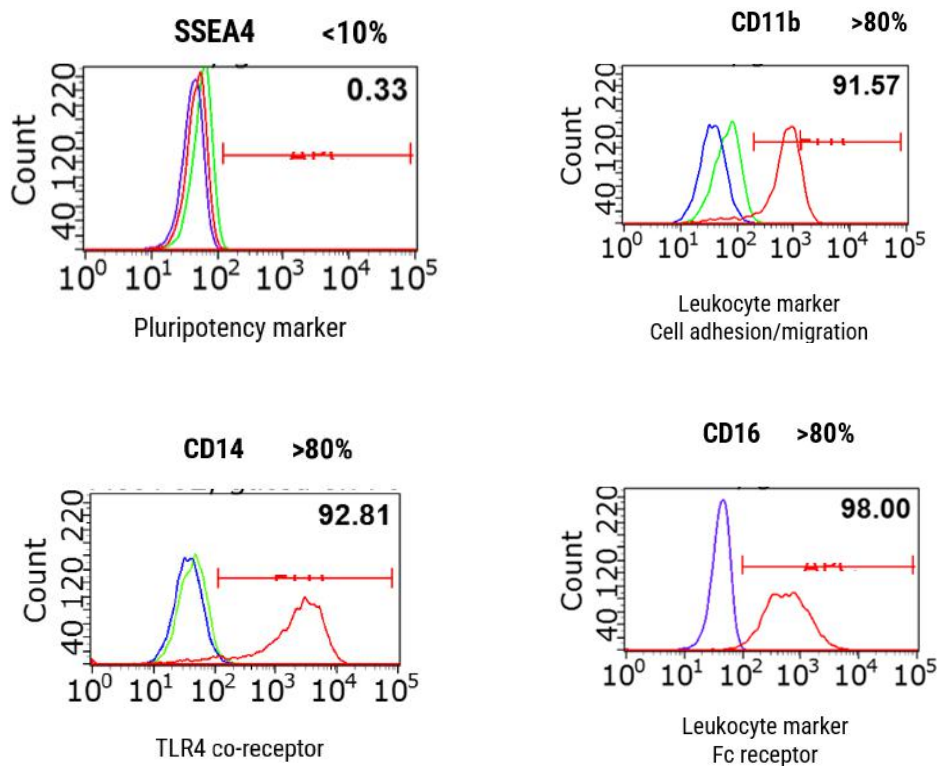 SSEA4 <10%
0.33
Count
40 120 220
10⁰ 10¹ 10² 10³ 10⁴ 10⁵
Pluripotency marker
CD11b >80%
91.57
Count
40 120 220
10⁰ 10¹ 10² 10³ 10⁴ 10⁵
Leukocyte marker
Cell adhesion/migration
CD14 >80%
92.81
Count
40 120 220
10⁰ 10¹ 10² 10³ 10⁴ 10⁵
TLR4 co-receptor
CD16 >80%
98.00
Count
40 120 220
10⁰ 10¹ 10² 10³ 10⁴ 10⁵
Leukocyte marker
Fc receptor